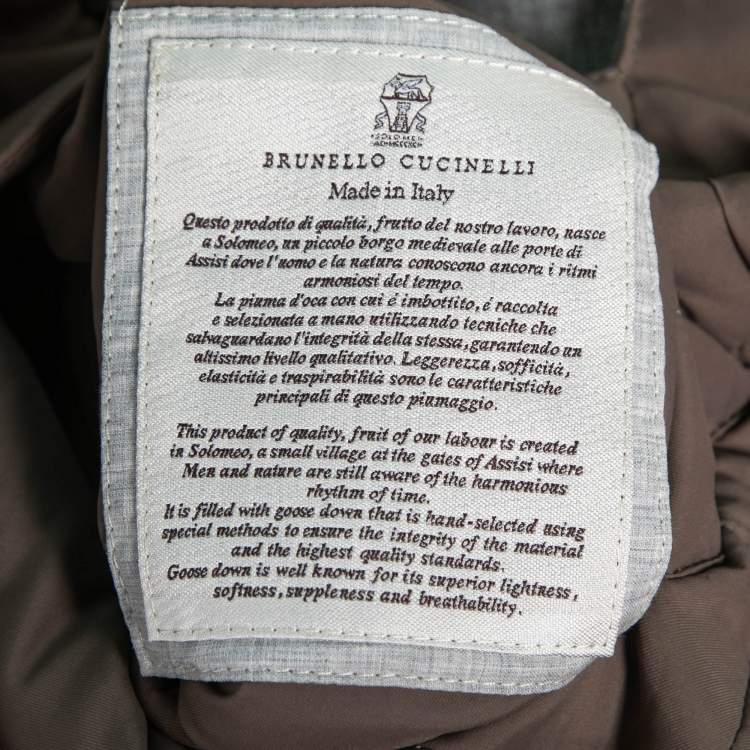 BRUNELLO CUCINELLI
Made in Italy
Questo prodotto di qualità, frutto del nostro lavoro, nasce
a Solomeo, un piccolo borgo medievale alle porte di
Assisi dove l'uomo e la natura conoscono ancora i ritmi
armoniosi del tempo.
La piuma d'oca con cui é imbottito, é raccolta
e selezionata a mano utilizzando tecniche che
salvaguardano l'integrità della stessa, garantendo un
altissimo livello qualitativo. Leggerezza, sofficità,
elasticità e traspirabilità sono le caratteristiche
principali di questo piumaggio.
This product of quality, fruit of our labour is created
in Solomeo, a small village at the gates of Assisi where
Men and nature are still aware of the harmonious
rhythm of time.
It is filled with goose down that is hand-selected using
special methods to ensure the integrity of the material
and the highest quality standards.
Goose down is well known for its superior lightness,
softness, suppleness and breathability.